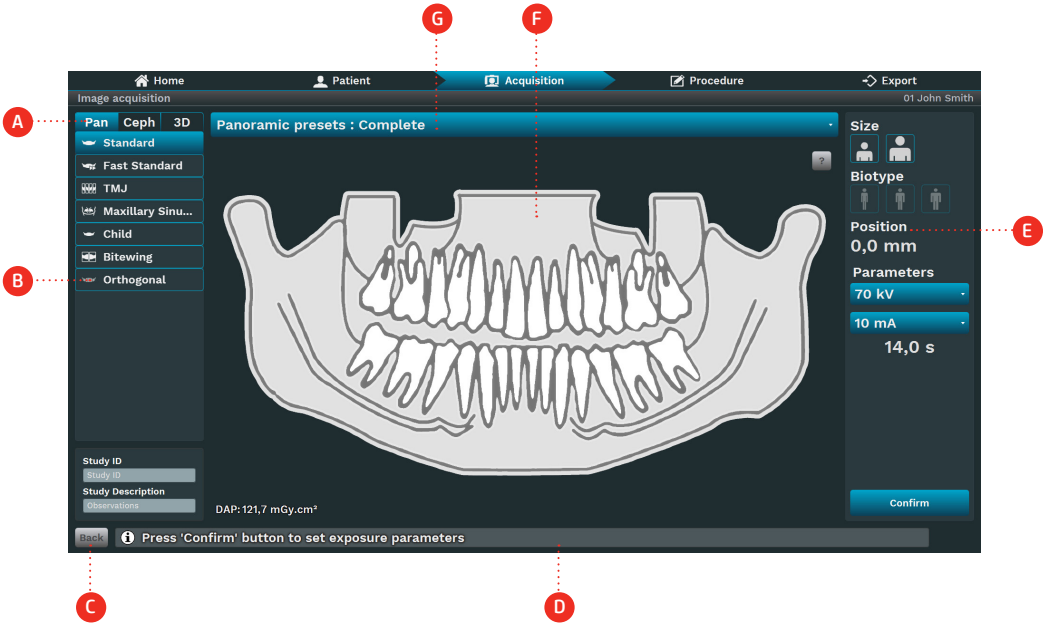 G
F
Home
Patient
Acquisition
Procedure
Export
Image acquisition
01 John Smith
A
Pan
Ceph
3D
Panoramic presets : Complete
Size
Standard
?
Fast Standard
Biotype
TMJ
Maxillary Sinu...
Position
E
Child
0,0 mm
Bitewing
Parameters
B
Orthogonal
70 kV
10 mA
14,0 s
Study ID
Study ID
Study Description
Observations
DAP: 121,7 mGy.cm²
Confirm
Back
i
Press 'Confirm' button to set exposure parameters
C
D